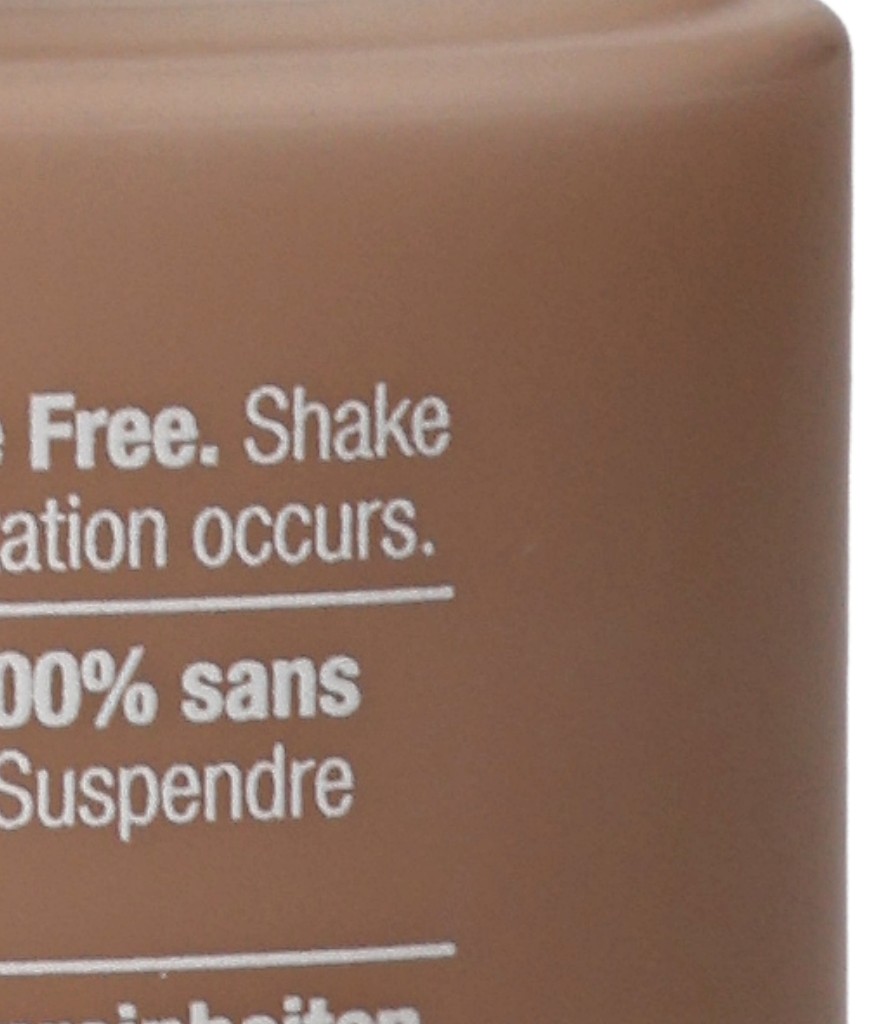 Free. Shake
ation occurs.
00% sans
Suspendre